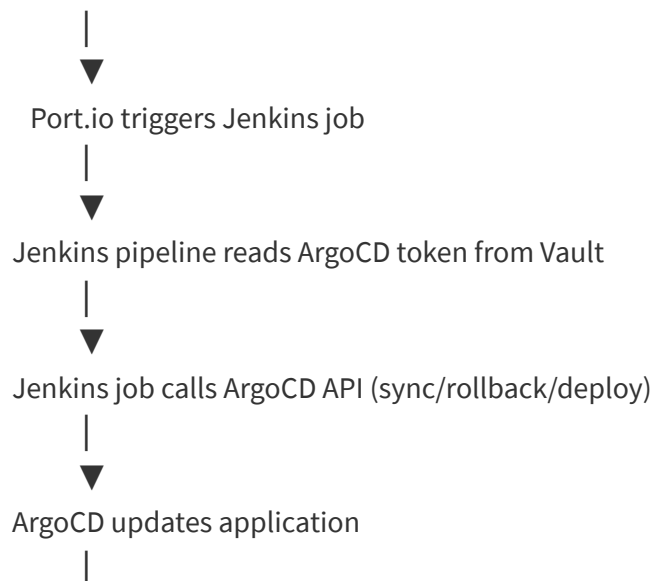 Port.io triggers Jenkins job
Jenkins pipeline reads ArgoCD token from Vault
Jenkins job calls ArgoCD API (sync/rollback/deploy)
ArgoCD updates application